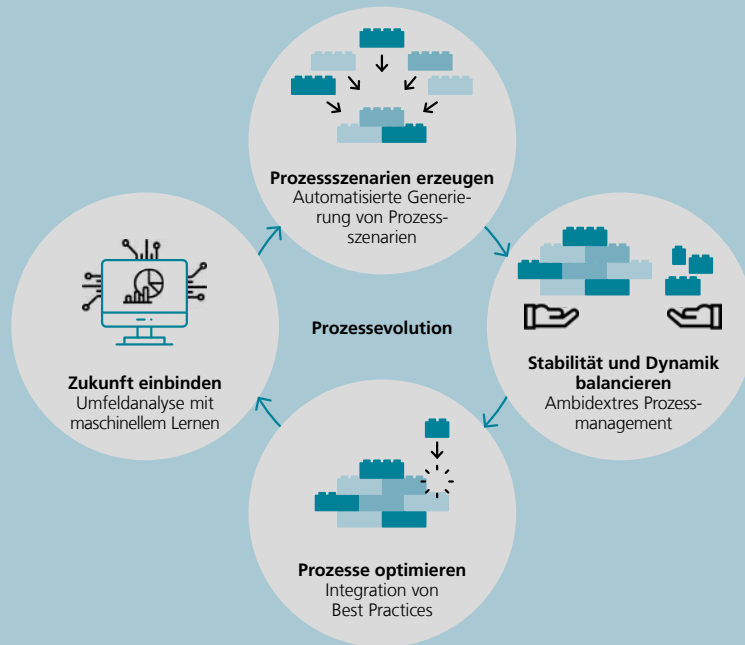 Prozessszenarien erzeugen
Automatisierte Generie-
rung von Prozess-
szenarien
Prozessevolution
Stabilität und Dynamik
balancieren
Ambidextres Prozess-
management
Zukunft einbinden
Umfeldanalyse mit
maschinellem Lernen
Prozesse optimieren
Integration von
Best Practices